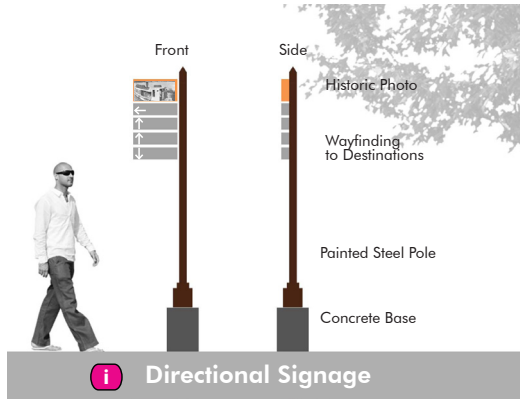 Front
Side
Historic Photo
Wayfinding
to Destinations
Painted Steel Pole
Concrete Base
i
Directional Signage